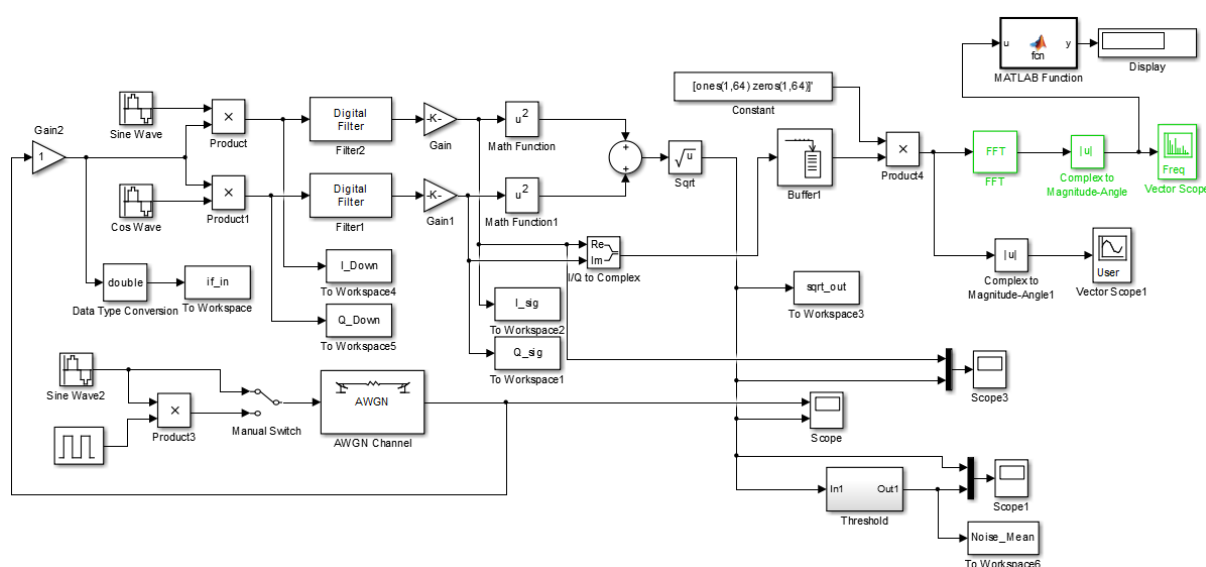 u
fcn
y
MATLAB Function
Display
[ones(1,64) zeros(1,64)]'
Constant
Gain2
1
Sine Wave
×
Product
Digital
Filter
Filter2
-K-
Gain
u2
Math Function
+
+
√u
Sqrt
Buffer1
×
Product4
FFT
FFT
|u|
Complex to
Magnitude-Angle
Freq
Vector Scope
Cos Wave
×
Product1
Digital
Filter
Filter1
-K-
Gain1
u2
Math Function1
Re
Im
I/Q to Complex
|u|
Complex to
Magnitude-Angle1
User
Vector Scope1
double
Data Type Conversion
if_in
To Workspace
I_Down
To Workspace4
Q_Down
To Workspace5
I_sig
To Workspace2
Q_sig
To Workspace1
sqrt_out
To Workspace3
Sine Wave2
×
Product3
Manual Switch
AWGN
AWGN Channel
Scope
Scope3
In1
Out1
Threshold
Scope1
Noise_Mean
To Workspace6